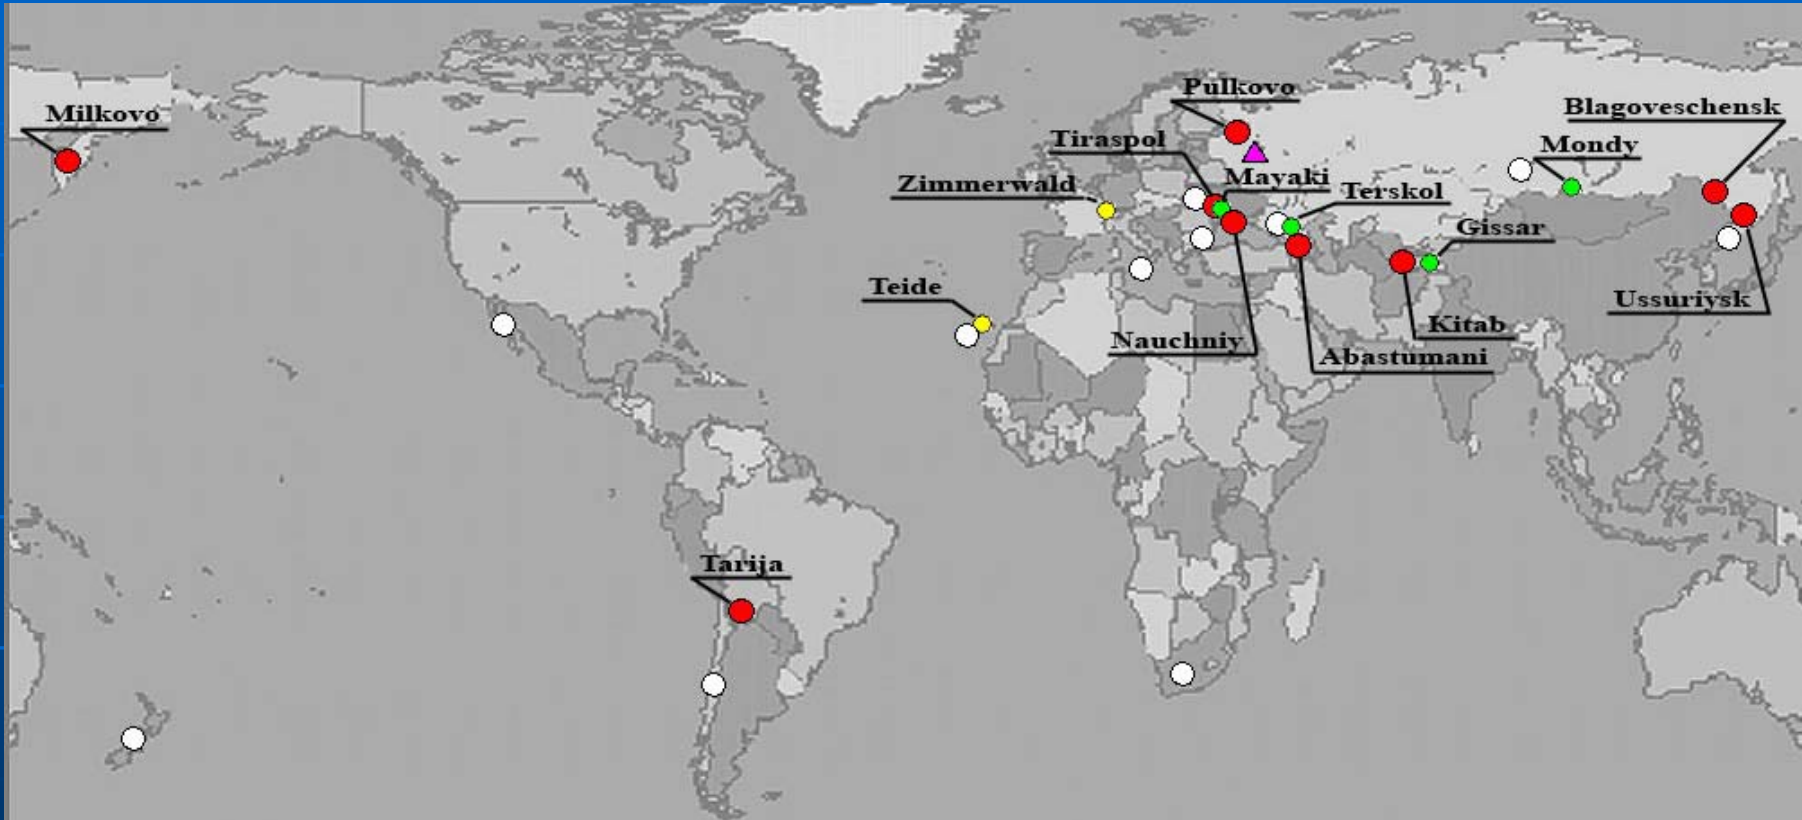 Pulkovo
Blagoveschensk
Milkovo
Tiraspol
Mondy
Mayaki
Zimmerwald
Terskol
Gissar
Teide
Ussuriysk
Kitab
Nauchniy
Abastumani
Tarija